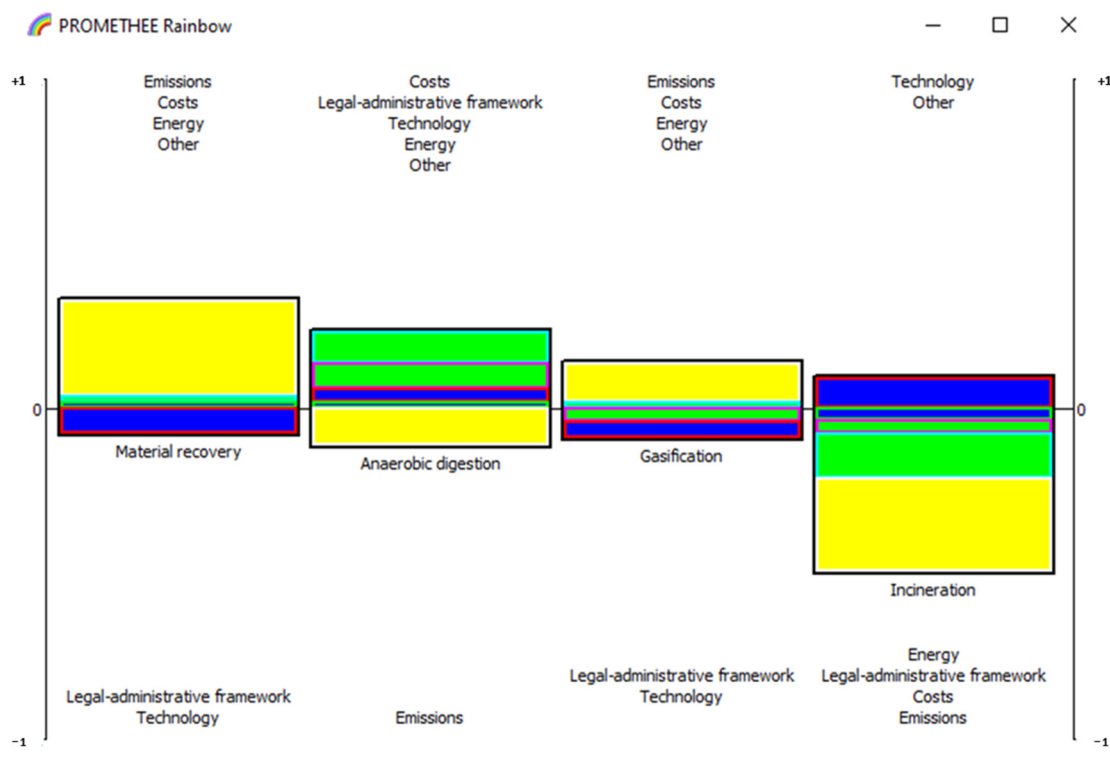 PROMETHEE Rainbow
+1
+1
Emissions
Costs
Energy
Other
Costs
Legal-administrative framework
Technology
Energy
Other
Emissions
Costs
Energy
Other
Technology
Other
0
0
Material recovery
Anaerobic digestion
Gasification
Incineration
Legal-administrative framework
Technology
Emissions
Legal-administrative framework
Technology
Energy
Legal-administrative framework
Costs
Emissions
−1
−1